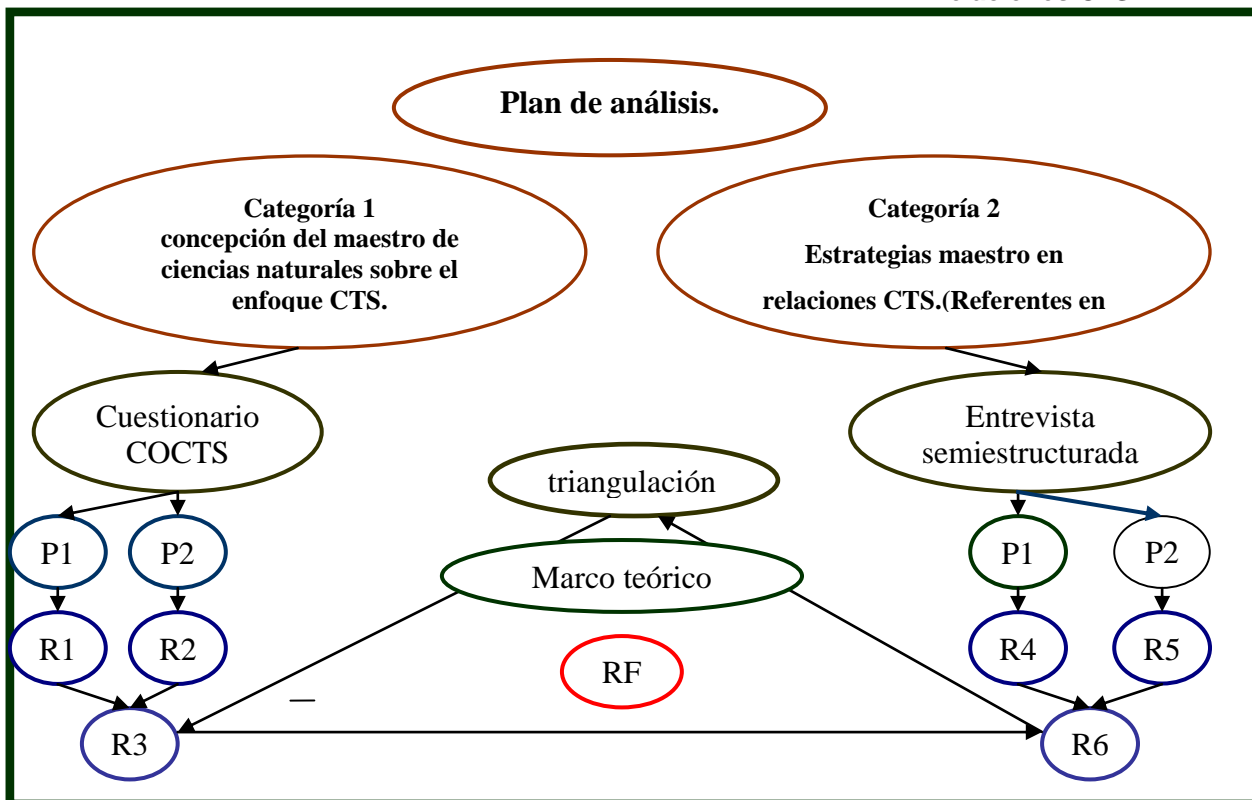 Plan de análisis.
Categoría 1
concepción del maestro de
ciencias naturales sobre el
enfoque CTS.
Categoría 2
Estrategias maestro en
relaciones CTS.(Referentes en
Cuestionario
COCTS
Entrevista
semiestructurada
triangulación
Marco teórico
P1
P2
P1
P2
R1
R2
RF
R4
R5
R3
R6